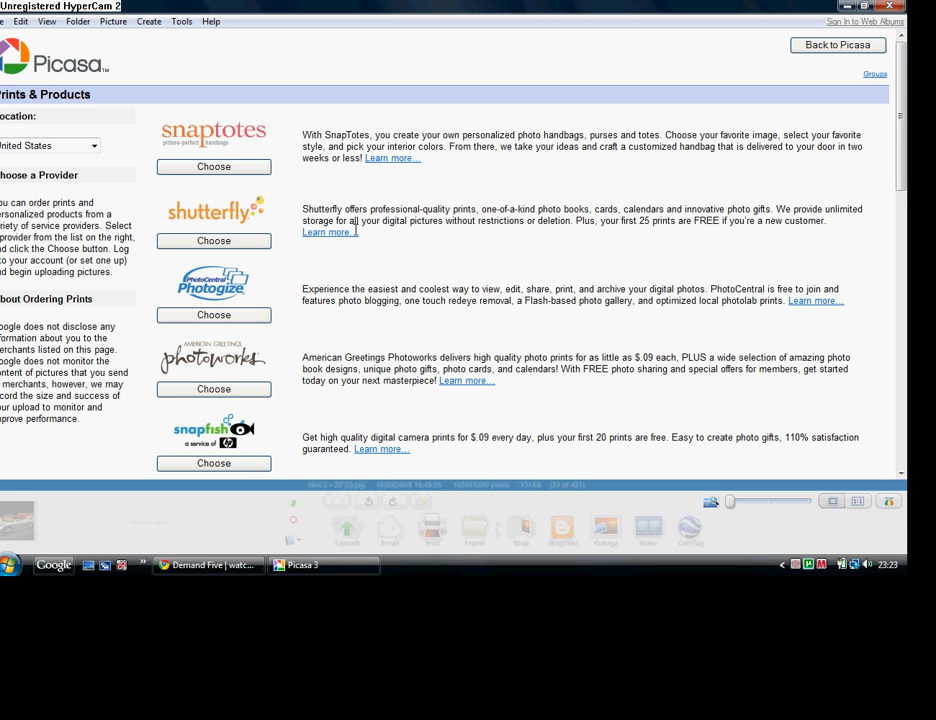 Unregistered HyperCam 2
e Edit View Folder Picture Create Tools Help
Sign In to Web Albums
Picasa™
Back to Picasa
Groups
rints & Products
ocation:
nited States
hoose a Provider
ou can order prints and
ersonalized products from a
riety of service providers. Select
provider from the list on the right,
nd click the Choose button. Log
to your account (or set one up)
nd begin uploading pictures.
bout Ordering Prints
oogle does not disclose any
formation about you to the
erchants listed on this page.
oogle does not monitor the
ontent of pictures that you send
merchants, however, we may
cord the size and success of
our upload to monitor and
prove performance.
snaptotes
picture-perfect handbags
Choose
With SnapTotes, you create your own personalized photo handbags, purses and totes. Choose your favorite image, select your favorite
style, and pick your interior colors. From there, we take your ideas and craft a customized handbag that is delivered to your door in two
weeks or less! Learn more...
shutterfly
Choose
Shutterfly offers professional-quality prints, one-of-a-kind photo books, cards, calendars and innovative photo gifts. We provide unlimited
storage for all your digital pictures without restrictions or deletion. Plus, your first 25 prints are FREE if you're a new customer.
Learn more...
PhotoCentral
Photogize
Choose
Experience the easiest and coolest way to view, edit, share, print, and archive your digital photos. PhotoCentral is free to join and
features photo blogging, one touch redeye removal, a Flash-based photo gallery, and optimized local photolab prints. Learn more...
AMERICAN GREETINGS
photoworks
Choose
American Greetings Photoworks delivers high quality photo prints for as little as $.09 each, PLUS a wide selection of amazing photo
book designs, unique photo gifts, photo cards, and calendars! With FREE photo sharing and special offers for members, get started
today on your next masterpiece! Learn more...
snapfish
a service of hp
Choose
Get high quality digital camera prints for $.09 every day, plus your first 20 prints are free. Easy to create photo gifts, 110% satisfaction
guaranteed. Learn more...
1:1
Upload Email Print Export Shop BlogThis! Collage Video Geo-Tag
Google
Demand Five | watc...
Picasa 3
23:23